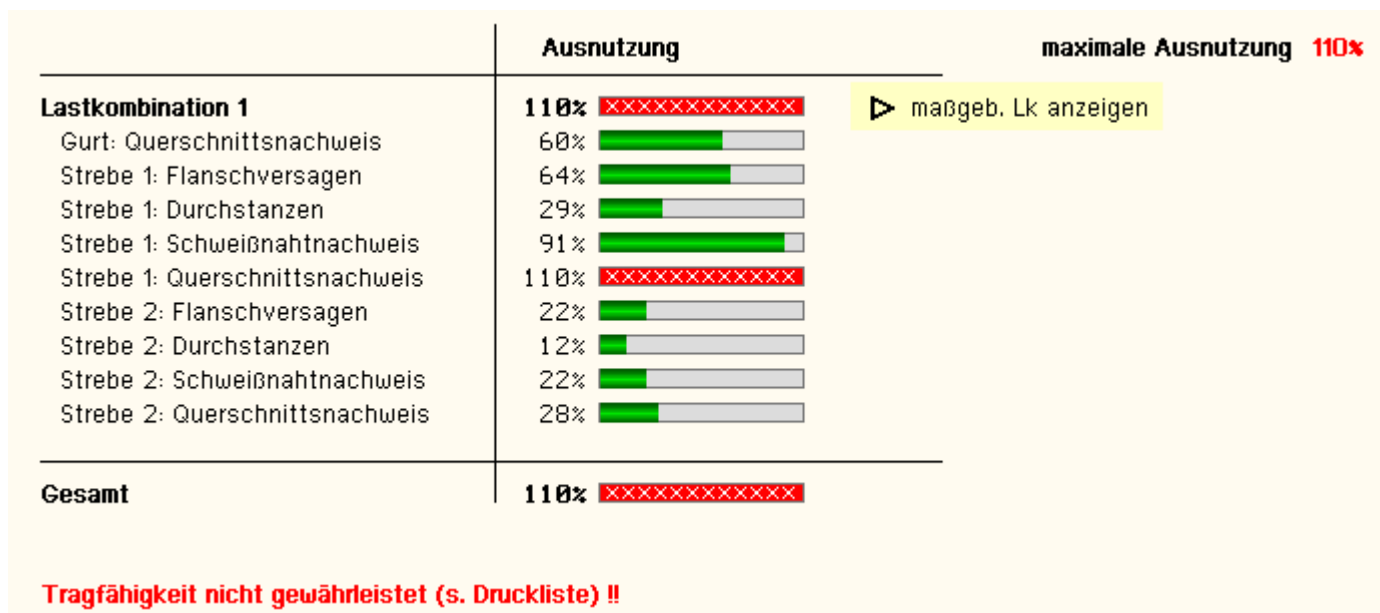 Ausnutzung maximale Ausnutzung 110%
Lastkombination 1 110% maßgeb. Lk anzeigen
Gurt: Querschnittsnachweis 60%
Strebe 1: Flanschversagen 64%
Strebe 1: Durchstanzen 29%
Strebe 1: Schweißnahtnachweis 91%
Strebe 1: Querschnittsnachweis 110%
Strebe 2: Flanschversagen 22%
Strebe 2: Durchstanzen 12%
Strebe 2: Schweißnahtnachweis 22%
Strebe 2: Querschnittsnachweis 28%
Gesamt 110%
Tragfähigkeit nicht gewährleistet (s. Druckliste) !!